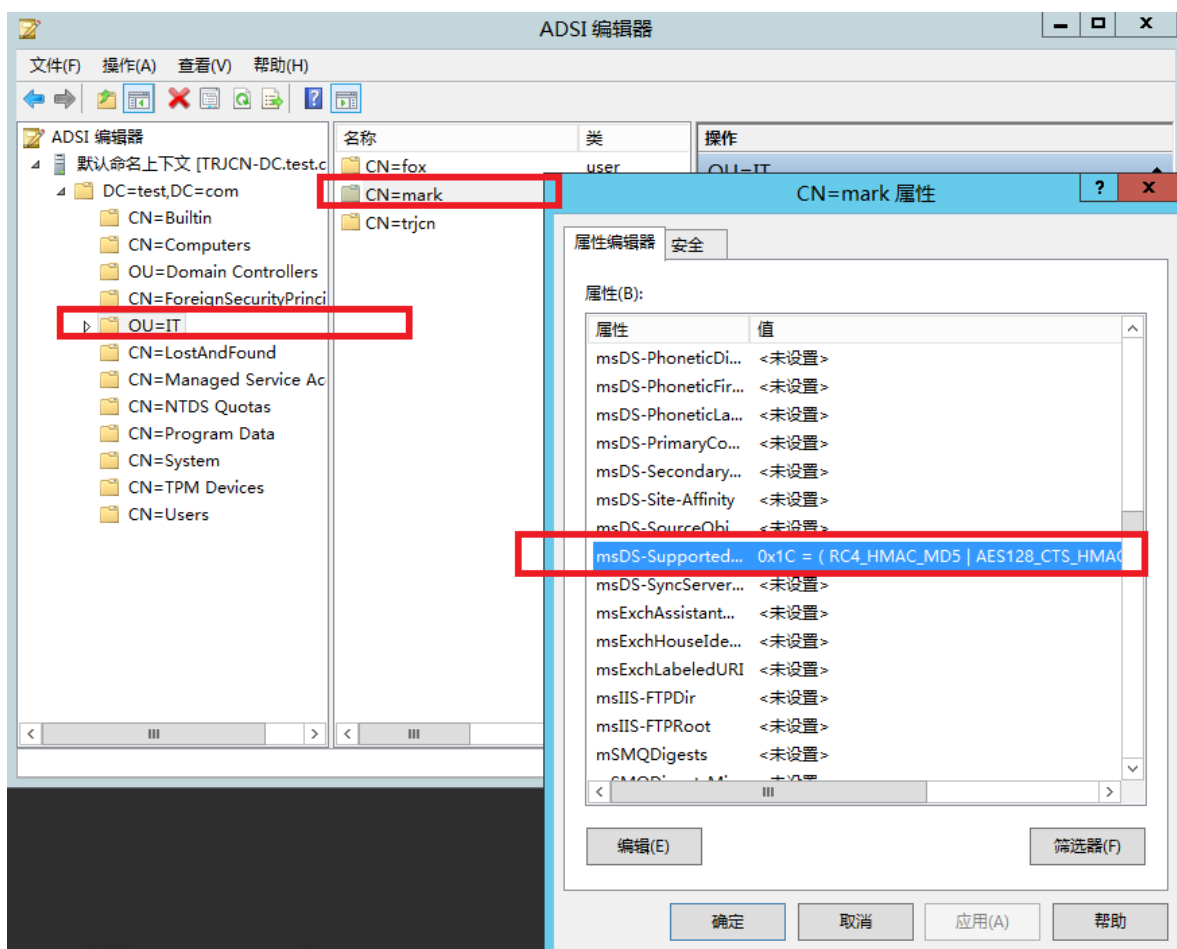 ADSI 编辑器
文件(F) 操作(A) 查看(V) 帮助(H)
ADSI 编辑器
默认命名上下文 [TRJCN-DC.test.c
DC=test,DC=com
CN=Builtin
CN=Computers
OU=Domain Controllers
CN=ForeignSecurityPrinci
OU=IT
CN=LostAndFound
CN=Managed Service Ac
CN=NTDS Quotas
CN=Program Data
CN=System
CN=TPM Devices
CN=Users
名称 类
CN=fox user
CN=mark
CN=trjcn
操作
OU=IT
CN=mark 属性
属性编辑器 安全
属性(B):
属性 值
msDS-PhoneticDi... <未设置>
msDS-PhoneticFir... <未设置>
msDS-PhoneticLa... <未设置>
msDS-PrimaryCo... <未设置>
msDS-Secondary... <未设置>
msDS-Site-Affinity <未设置>
msDS-SourceObj... <未设置>
msDS-Supported... 0x1C = ( RC4_HMAC_MD5 | AES128_CTS_HMAC
msDS-SyncServer... <未设置>
msExchAssistant... <未设置>
msExchHouseIde... <未设置>
msExchLabeledURI <未设置>
msIIS-FTPDir <未设置>
msIIS-FTPRoot <未设置>
mSMQDigests <未设置>
编辑(E) 筛选器(F)
确定 取消 应用(A) 帮助